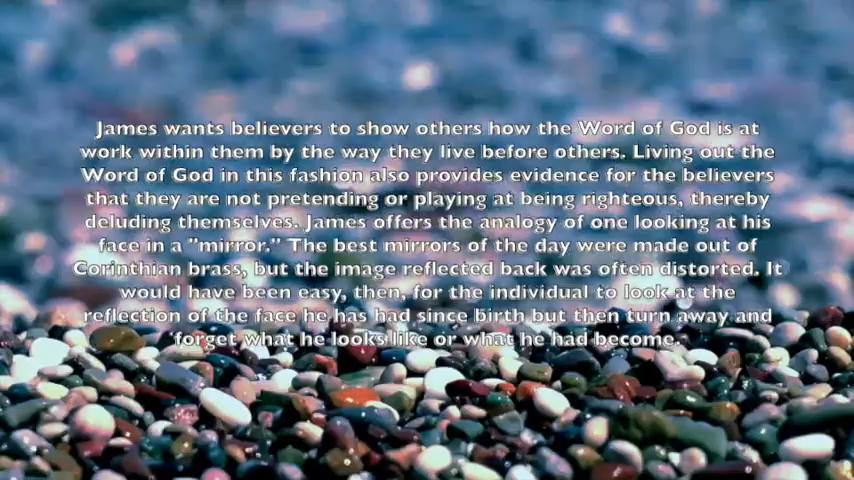 James wants believers to show others how the Word of God is at
work within them by the way they live before others. Living out the
Word of God in this fashion also provides evidence for the believers
that they are not pretending or playing at being righteous, thereby
deluding themselves. James offers the analogy of one looking at his
face in a "mirror." The best mirrors of the day were made out of
Corinthian brass, but the image reflected back was often distorted. It
would have been easy, then, for the individual to look at the
reflection of the face he has had since birth but then turn away and
forget what he looks like or what he had become.